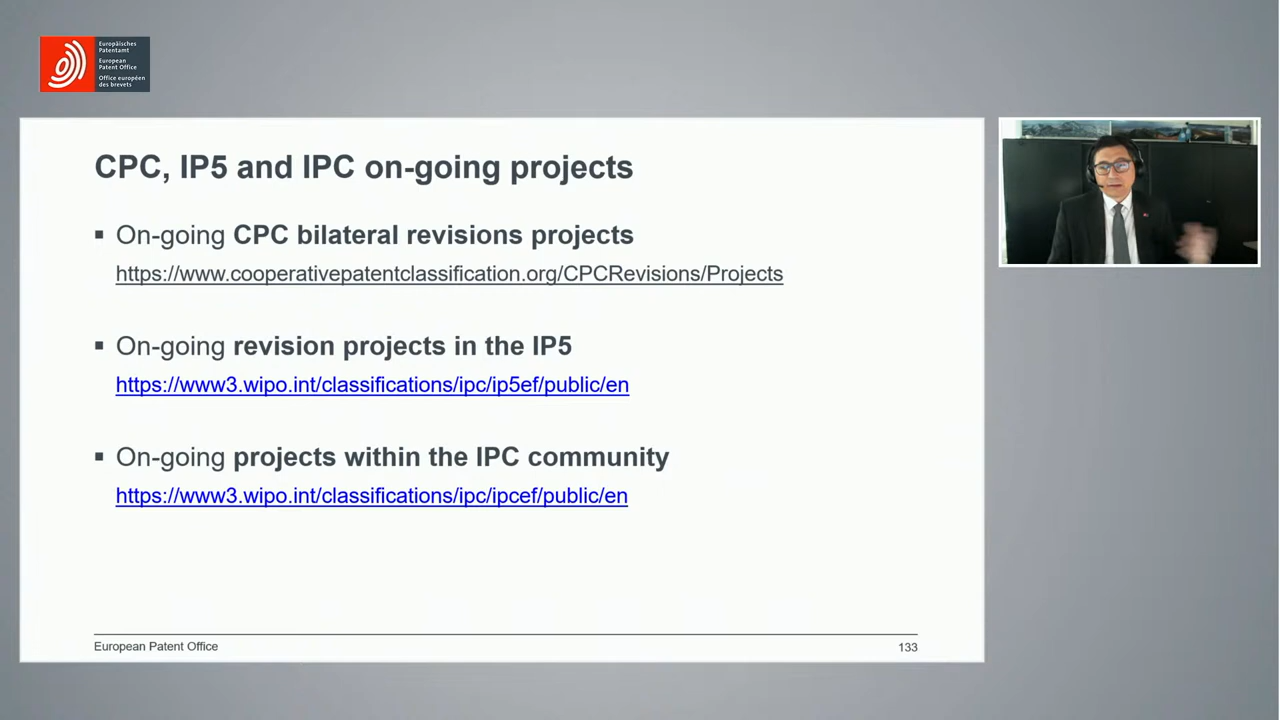 Europäisches
Patentamt
European
Patent Office
Office européen
des brevets
CPC, IP5 and IPC on-going projects
▪ On-going CPC bilateral revisions projects
https://www.cooperativepatentclassification.org/CPCRevisions/Projects
▪ On-going revision projects in the IP5
https://www3.wipo.int/classifications/ipc/ip5ef/public/en
▪ On-going projects within the IPC community
https://www3.wipo.int/classifications/ipc/ipcef/public/en
European Patent Office
133